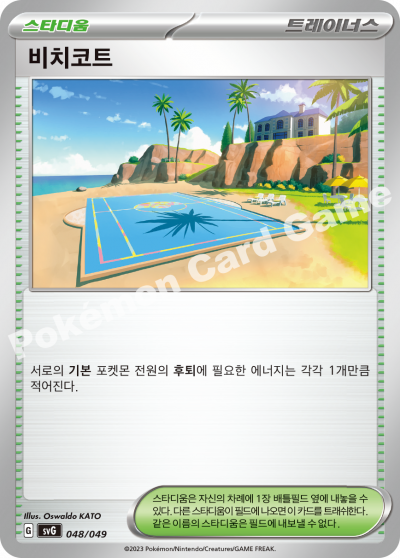 스타디움 트레이너스
비치코트
Pokémon Card Game
서로의 기본 포켓몬 전원의 후퇴에 필요한 에너지는 각각 1개만큼
적어진다.
Illus. Oswaldo KATO
스타디움은 자신의 차례에 1장 배틀필드 옆에 내놓을 수
있다. 다른 스타디움이 필드에 나오면 이 카드를 트래쉬한다.
같은 이름의 스타디움은 필드에 내보낼 수 없다.
G svG 048/049
©2023 Pokémon/Nintendo/Creatures/GAME FREAK.